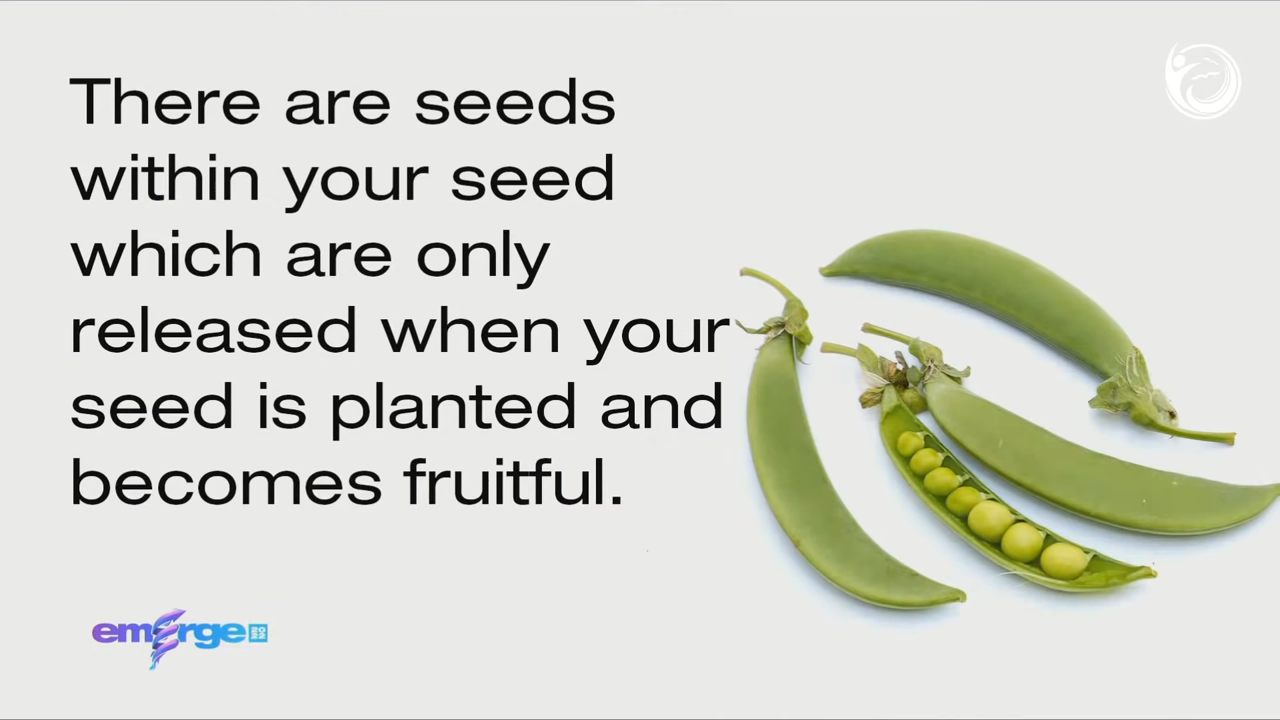 There are seeds
within your seed
which are only
released when your
seed is planted and
becomes fruitful.
emerge 2022